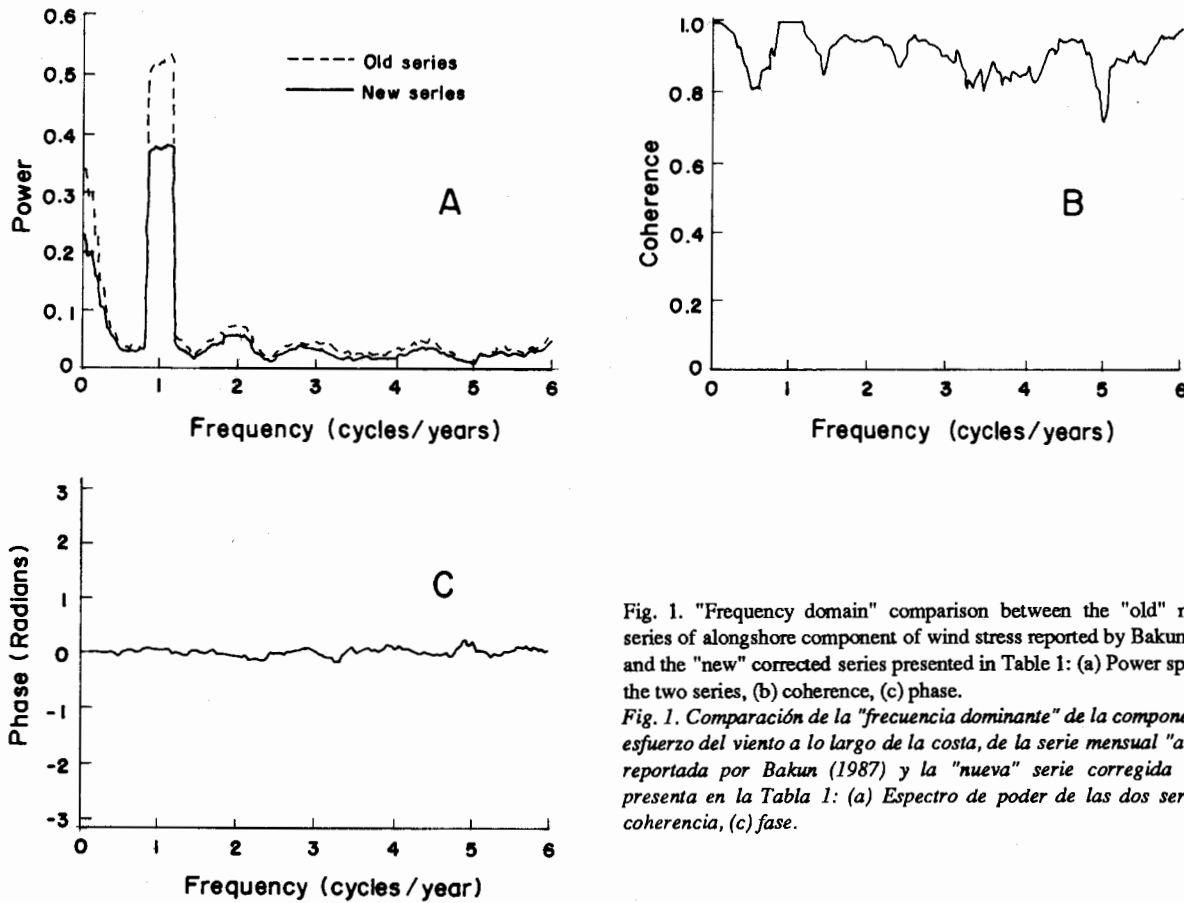 0.6
0.5
0.4
0.3
0.2
0.1
0
Power
Old series
New series
A
0 1 2 3 4 5 6
Frequency (cycles/years)
1.0
0.8
0.6
0.4
0.2
0
Coherence
B
0 1 2 3 4 5 6
Frequency (cycles/years)
3
2
1
0
-1
-2
-3
Phase (Radians)
C
0 1 2 3 4 5 6
Frequency (cycles/year)
Fig. 1. "Frequency domain" comparison between the "old"
series of alongshore component of wind stress reported by Bakun
and the "new" corrected series presented in Table 1: (a) Power
the two series, (b) coherence, (c) phase.
Fig. 1. Comparación de la "frecuencia dominante" de la
esfuerzo del viento a lo largo de la costa, de la serie mensual
reportada por Bakun (1987) y la "nueva" serie corregida
presenta en la Tabla 1: (a) Espectro de poder de las dos
coherencia, (c) fase.